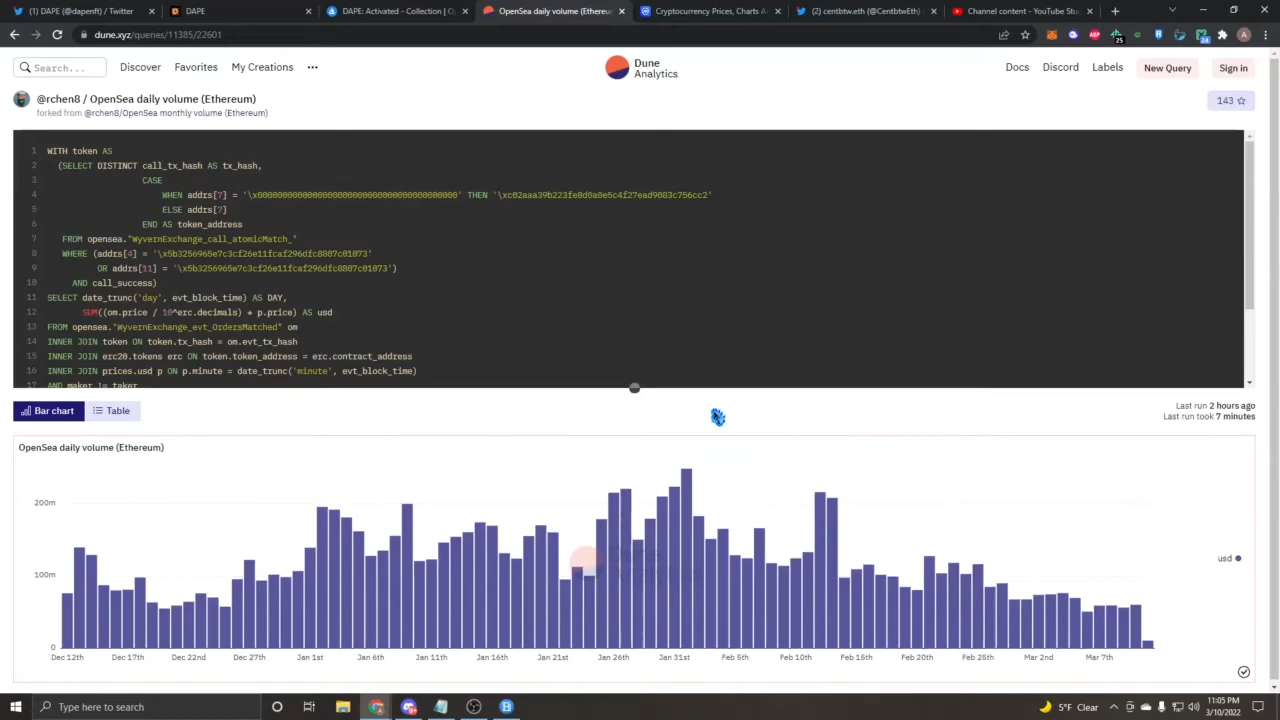 (1) DAPE (@dapenft) / Twitter
DAPE
DAPE: Activated - Collection | O
OpenSea daily volume (Ethereu
Cryptocurrency Prices, Charts A
(2) centbtw.eth (@CentbtwEth)
Channel content - YouTube Stu
dune.xyz/queries/11385/22601
Search...
Discover
Favorites
My Creations
Dune
Analytics
Docs
Discord
Labels
New Query
Sign in
@rchen8 / OpenSea daily volume (Ethereum)
forked from @rchen8/OpenSea monthly volume (Ethereum)
143
1 WITH token AS
2 (SELECT DISTINCT call_tx_hash AS tx_hash,
3 CASE
4 WHEN addrs[7] = '\x0000000000000000000000000000000000000000' THEN '\xc02aaa39b223fe8d0a0e5c4f27ead9083c756cc2'
5 ELSE addrs[7]
6 END AS token_address
7 FROM opensea."WyvernExchange_call_atomicMatch_"
8 WHERE (addrs[4] = '\x5b3256965e7c3cf26e11fcaf296dfc8807c01073'
9 OR addrs[11] = '\x5b3256965e7c3cf26e11fcaf296dfc8807c01073')
10 AND call_success)
11 SELECT date_trunc('day', evt_block_time) AS DAY,
12 SUM((om.price / 10^erc.decimals) * p.price) AS usd
13 FROM opensea."WyvernExchange_evt_OrdersMatched" om
14 INNER JOIN token ON token.tx_hash = om.evt_tx_hash
15 INNER JOIN erc20.tokens erc ON token.token_address = erc.contract_address
16 INNER JOIN prices.usd p ON p.minute = date_trunc('minute', evt_block_time)
17 AND maker != taker
Bar chart
Table
Last run 2 hours ago
Last run took 7 minutes
OpenSea daily volume (Ethereum)
200m
100m
0
usd
Dec 12th
Dec 17th
Dec 22nd
Dec 27th
Jan 1st
Jan 6th
Jan 11th
Jan 16th
Jan 21st
Jan 26th
Jan 31st
Feb 5th
Feb 10th
Feb 15th
Feb 20th
Feb 25th
Mar 2nd
Mar 7th
Type here to search
5°F Clear
11:05 PM
3/10/2022